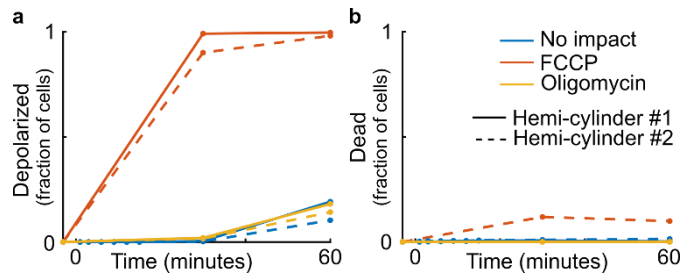 a
1
Depolarized
(fraction of cells)
0
0
Time (minutes)
60
b
1
Dead
(fraction of cells)
0
0
Time (minutes)
60
No impact
FCCP
Oligomycin
Hemi-cylinder #1
Hemi-cylinder #2